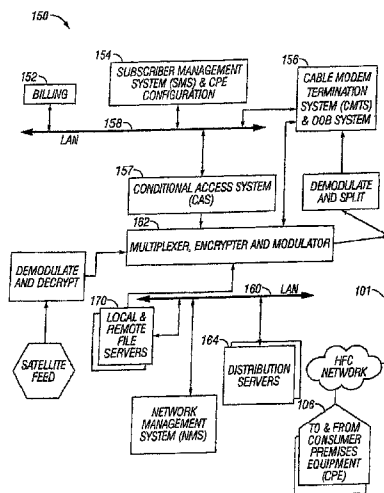 150
154
156
152
SUBSCRIBER MANAGEMENT
SYSTEM (SMS) & CPE
CONFIGURATION
CABLE MODEM
TERMINATION
SYSTEM (CMTS)
& OOB SYSTEM
BILLING
158
LAN
157
CONDITIONAL ACCESS SYSTEM
(CAS)
DEMODULATE
AND SPLIT
162
MULTIPLEXER, ENCRYPTER AND MODULATOR
DEMODULATE
AND DECRYPT
170
160
LAN
101
LOCAL &
REMOTE
FILE
SERVERS
164
DISTRIBUTION
SERVERS
HFC
NETWORK
SATELLITE
FEED
106
NETWORK
MANAGEMENT
SYSTEM (NMS)
TO & FROM
CONSUMER
PREMISES
EQUIPMENT
(CPE)